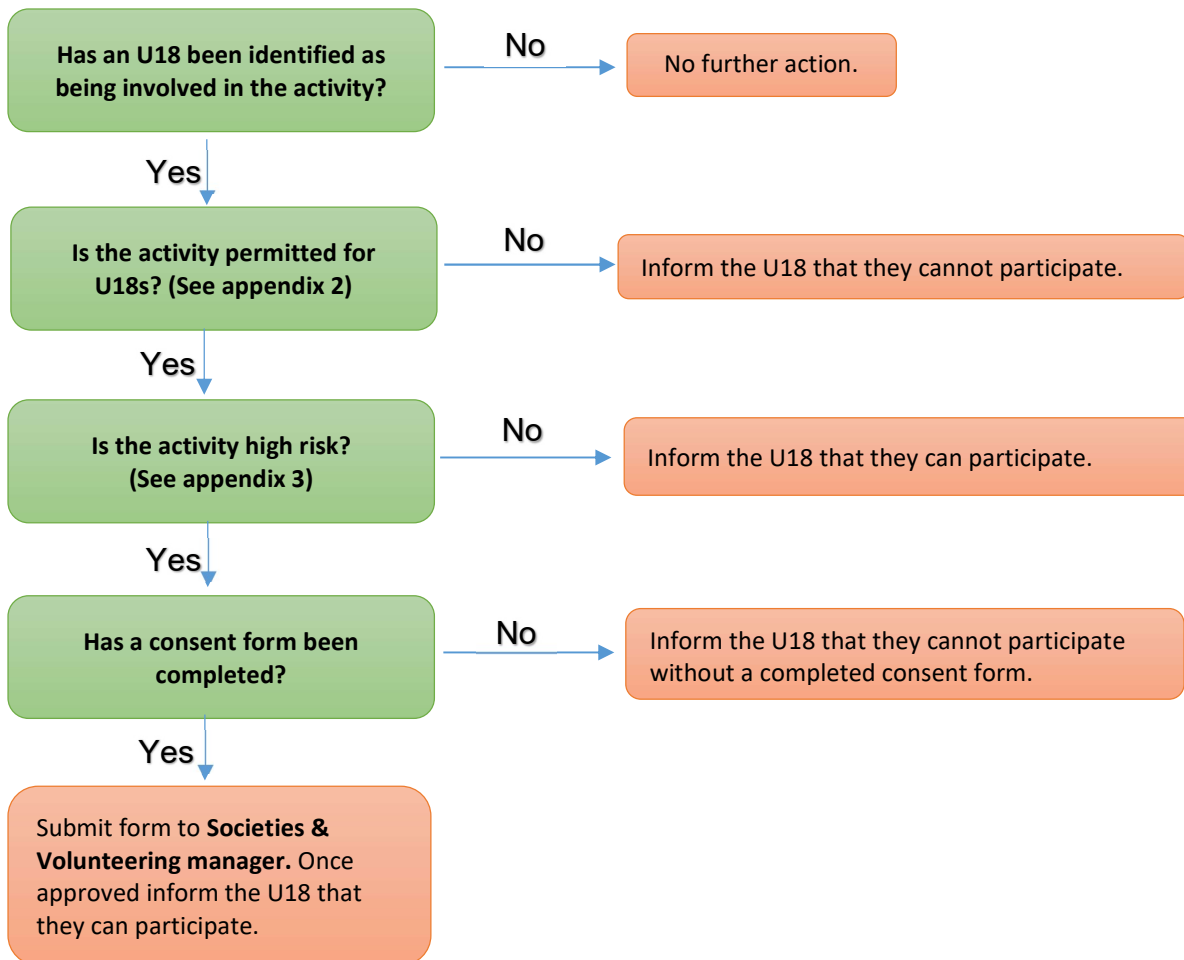 Has an U18 been identified as
being involved in the activity?
No
No further action.
Yes
Is the activity permitted for
U18s? (See appendix 2)
No
Inform the U18 that they cannot participate.
Yes
Is the activity high risk?
(See appendix 3)
No
Inform the U18 that they can participate.
Yes
Has a consent form been
completed?
No
Inform the U18 that they cannot participate
without a completed consent form.
Yes
Submit form to Societies &
Volunteering manager. Once
approved inform the U18 that
they can participate.